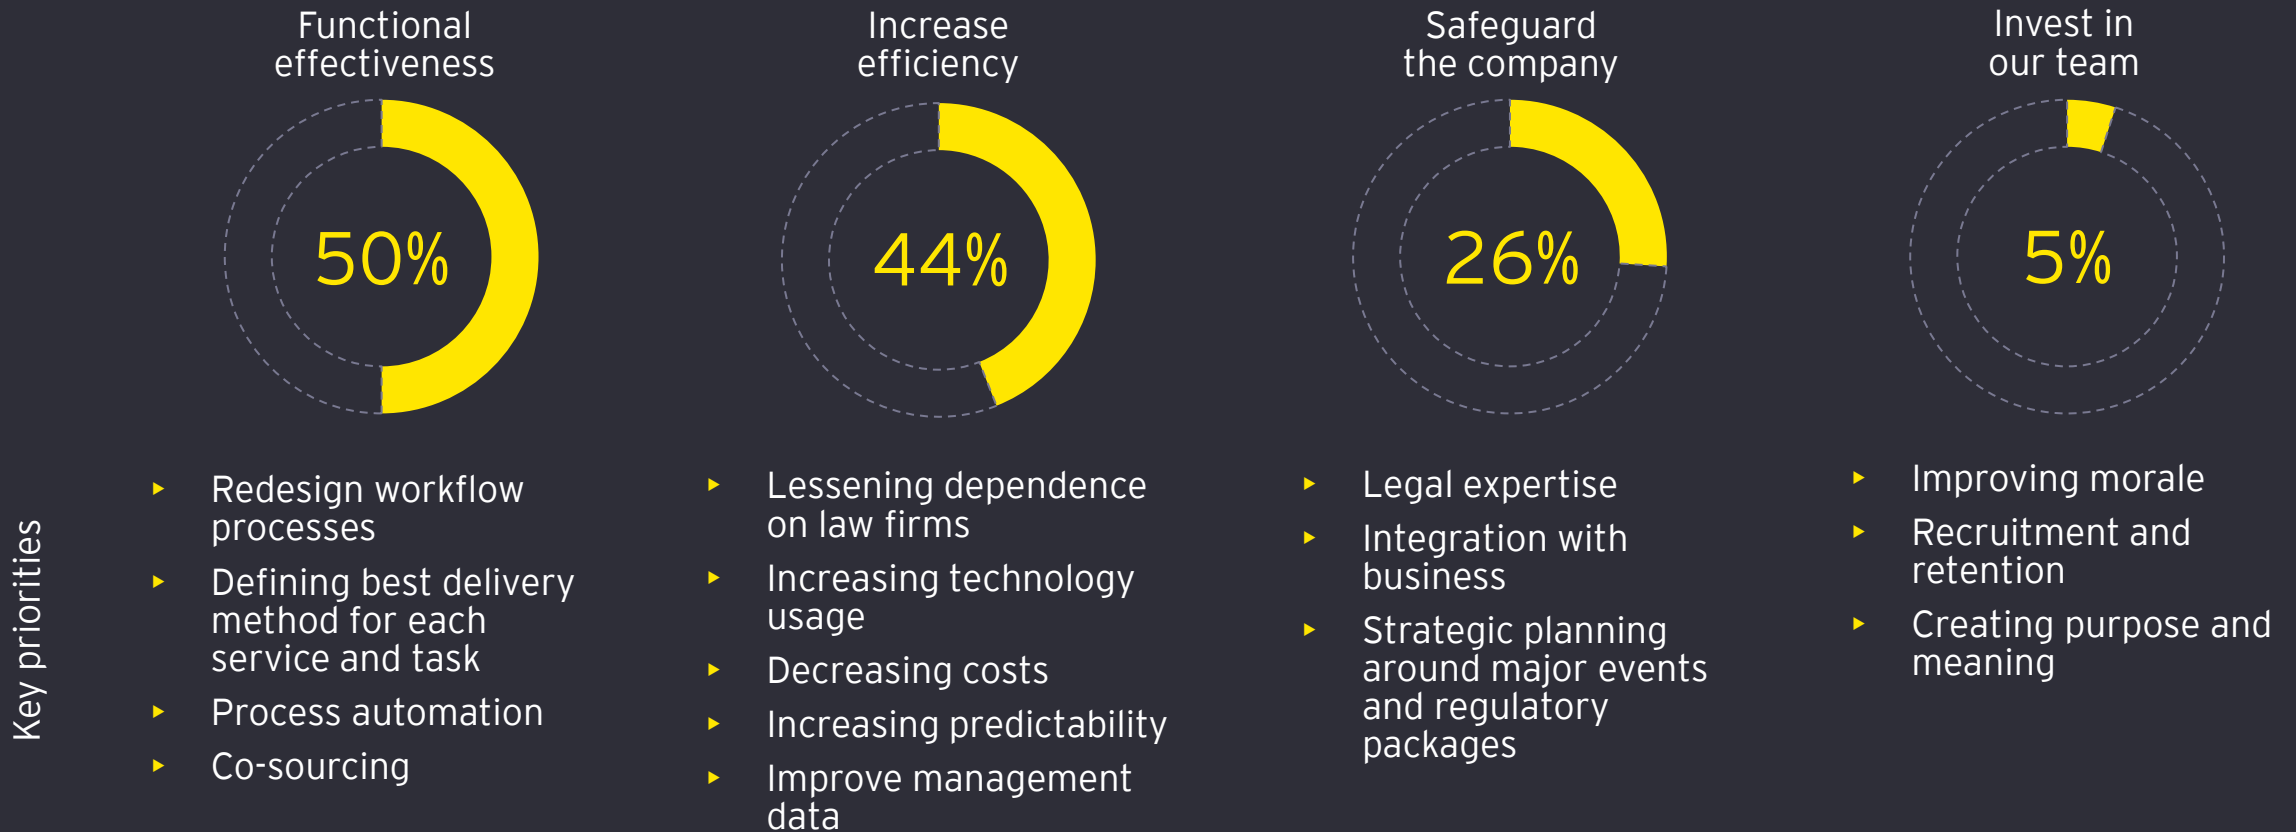 Functional
effectiveness
50%
Increase
efficiency
44%
Safeguard
the company
26%
Invest in
our team
5%
Key priorities
Redesign workflow
processes
Defining best delivery
method for each
service and task
Process automation
Co-sourcing
Lessening dependence
on law firms
Increasing technology
usage
Decreasing costs
Increasing predictability
Improve management
data
Legal expertise
Integration with
business
Strategic planning
around major events
and regulatory
packages
Improving morale
Recruitment and
retention
Creating purpose and
meaning